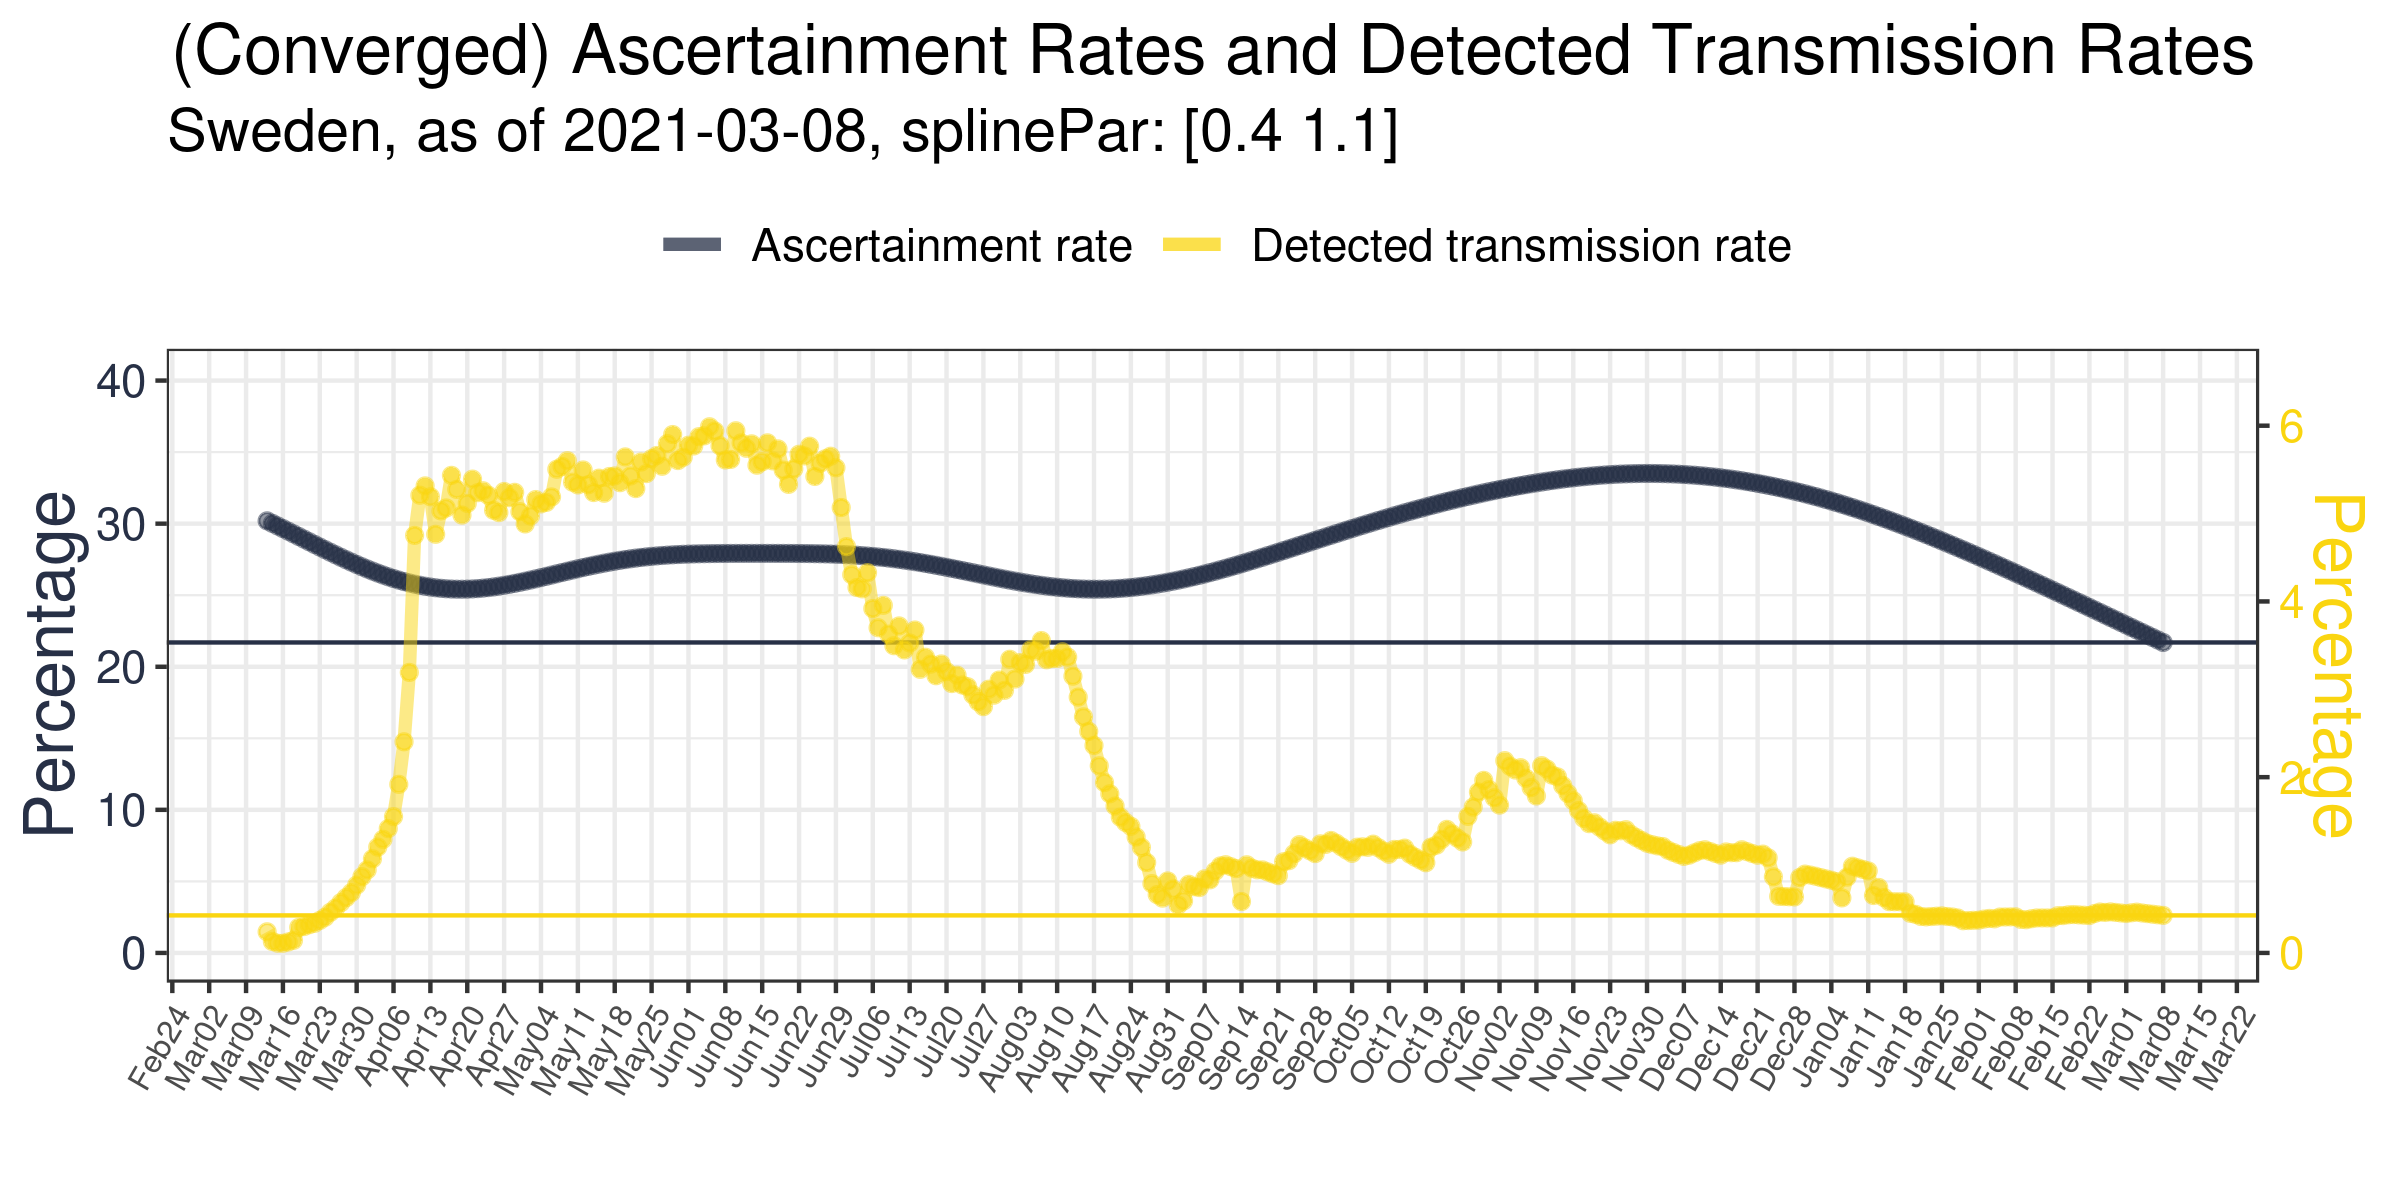 (Converged) Ascertainment Rates and Detected Transmission Rates
Sweden, as of 2021-03-08, splinePar: [0.4 1.1]
Ascertainment rate
Detected transmission rate
Percentage
40
30
20
10
0
6
4
2
0
Percentage
Feb24
Mar02
Mar09
Mar16
Mar23
Mar30
Apr06
Apr13
Apr20
Apr27
May04
May11
May18
May25
Jun01
Jun08
Jun15
Jun22
Jun29
Jul06
Jul13
Jul20
Jul27
Aug03
Aug10
Aug17
Aug24
Aug31
Sep07
Sep14
Sep21
Sep28
Oct05
Oct12
Oct19
Oct26
Nov02
Nov09
Nov16
Nov23
Nov30
Dec07
Dec14
Dec21
Dec28
Jan04
Jan11
Jan18
Jan25
Feb01
Feb08
Feb15
Feb22
Mar01
Mar08
Mar15
Mar22